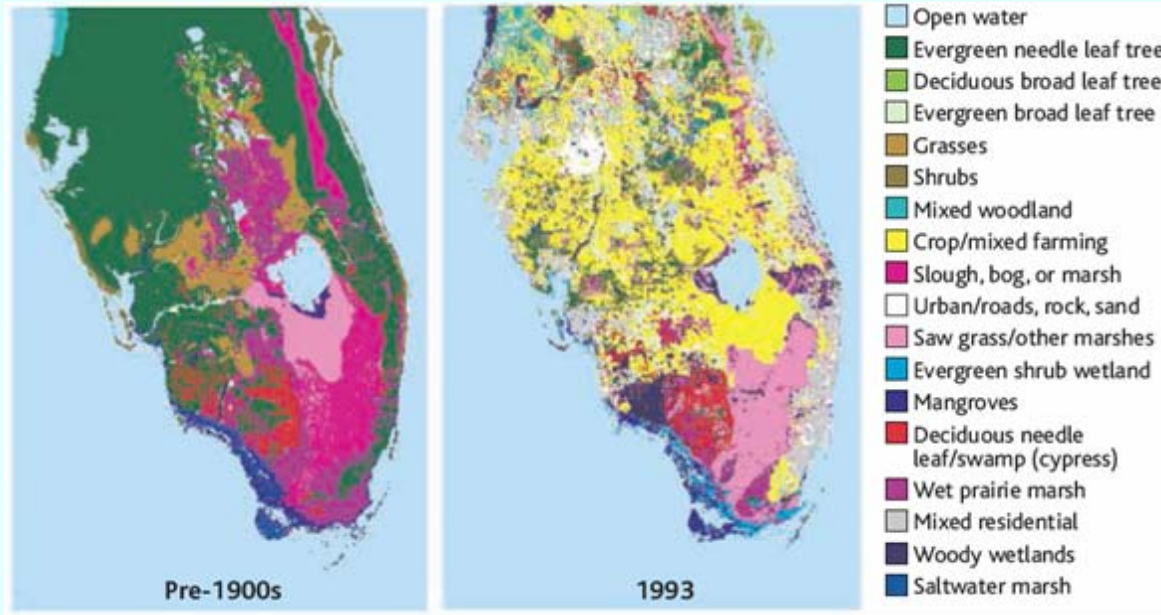 Open water
Evergreen needle leaf tree
Deciduous broad leaf tree
Evergreen broad leaf tree
Grasses
Shrubs
Mixed woodland
Crop/mixed farming
Slough, bog, or marsh
Urban/roads, rock, sand
Saw grass/other marshes
Evergreen shrub wetland
Mangroves
Deciduous needle
leaf/swamp (cypress)
Wet prairie marsh
Mixed residential
Woody wetlands
Saltwater marsh
Pre-1900s
1993